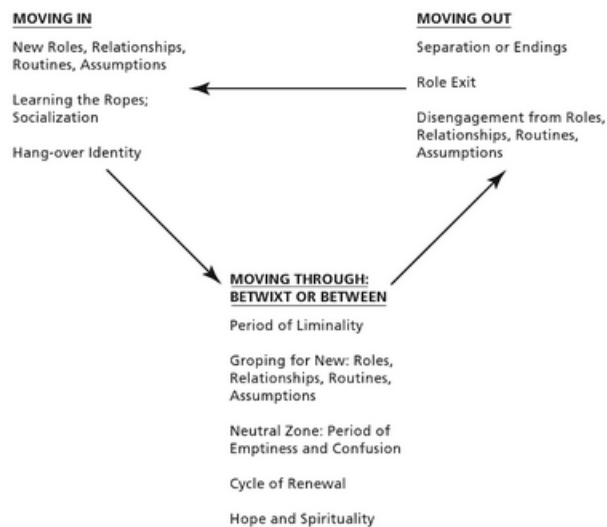 MOVING IN
New Roles, Relationships,
Routines, Assumptions
Learning the Ropes;
Socialization
Hang-over Identity
MOVING OUT
Separation or Endings
Role Exit
Disengagement from Roles,
Relationships, Routines,
Assumptions
MOVING THROUGH:
BETWIXT OR BETWEEN
Period of Liminality
Groping for New: Roles,
Relationships, Routines,
Assumptions
Neutral Zone: Period of
Emptiness and Confusion
Cycle of Renewal
Hope and Spirituality